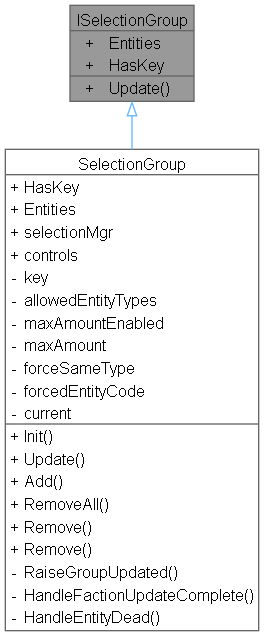 ISelectionGroup
+ Entities
+ HasKey
+ Update()
SelectionGroup
+ HasKey
+ Entities
+ selectionMgr
+ controls
- key
- allowedEntityTypes
- maxAmountEnabled
- maxAmount
- forceSameType
- forcedEntityCode
- current
+ Init()
+ Update()
+ Add()
+ RemoveAll()
+ Remove()
+ Remove()
- RaiseGroupUpdated()
- HandleFactionUpdateComplete()
- HandleEntityDead()